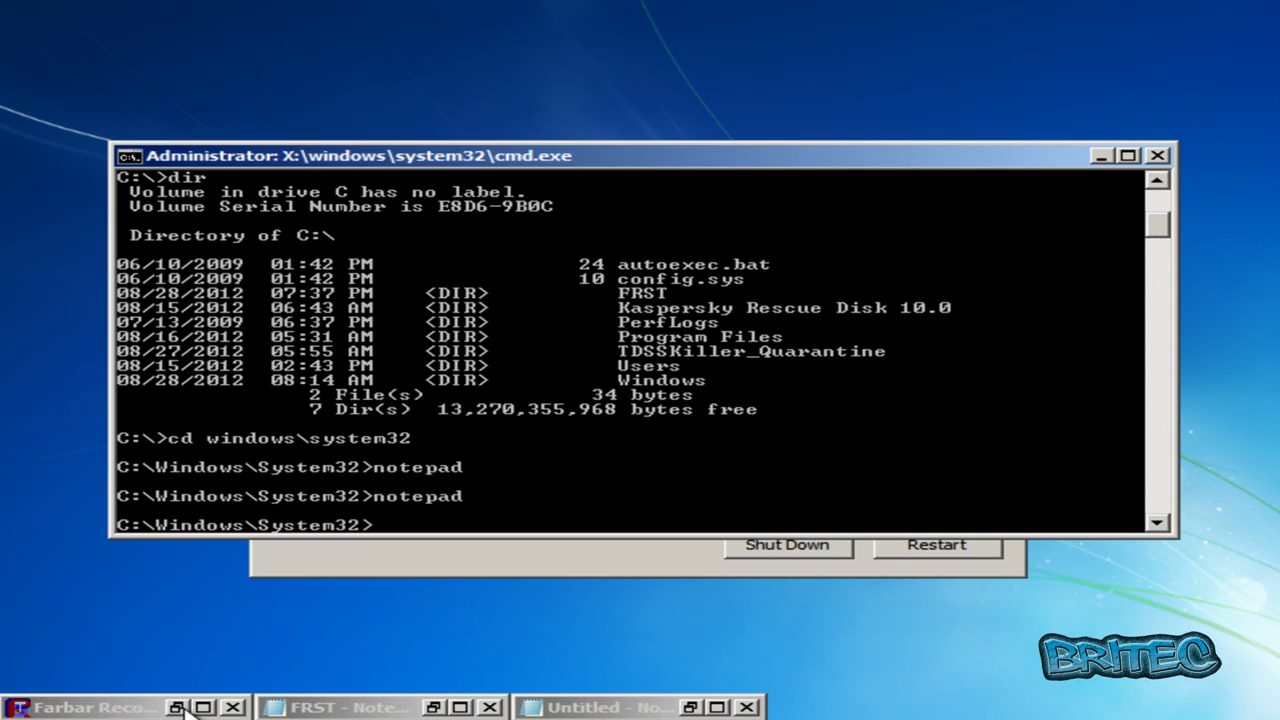 Administrator: X:\windows\system32\cmd.exe
C:\>dir
Volume in drive C has no label.
Volume Serial Number is E8D6-9B0C
Directory of C:\
06/10/2009 01:42 PM 24 autoexec.bat
06/10/2009 01:42 PM 10 config.sys
08/28/2012 07:37 PM <DIR> FRST
08/15/2012 06:43 AM <DIR> Kaspersky Rescue Disk 10.0
07/13/2009 06:37 PM <DIR> PerfLogs
08/16/2012 05:31 AM <DIR> Program Files
08/27/2012 05:55 AM <DIR> TDSSKiller_Quarantine
08/15/2012 02:43 PM <DIR> Users
08/28/2012 08:14 AM <DIR> Windows
2 File(s) 34 bytes
7 Dir(s) 13,270,355,968 bytes free
C:\>cd windows\system32
C:\Windows\System32>notepad
C:\Windows\System32>notepad
C:\Windows\System32>
Shut Down Restart
BRITEC
Farbar Reco... FRST - Note... Untitled - No...